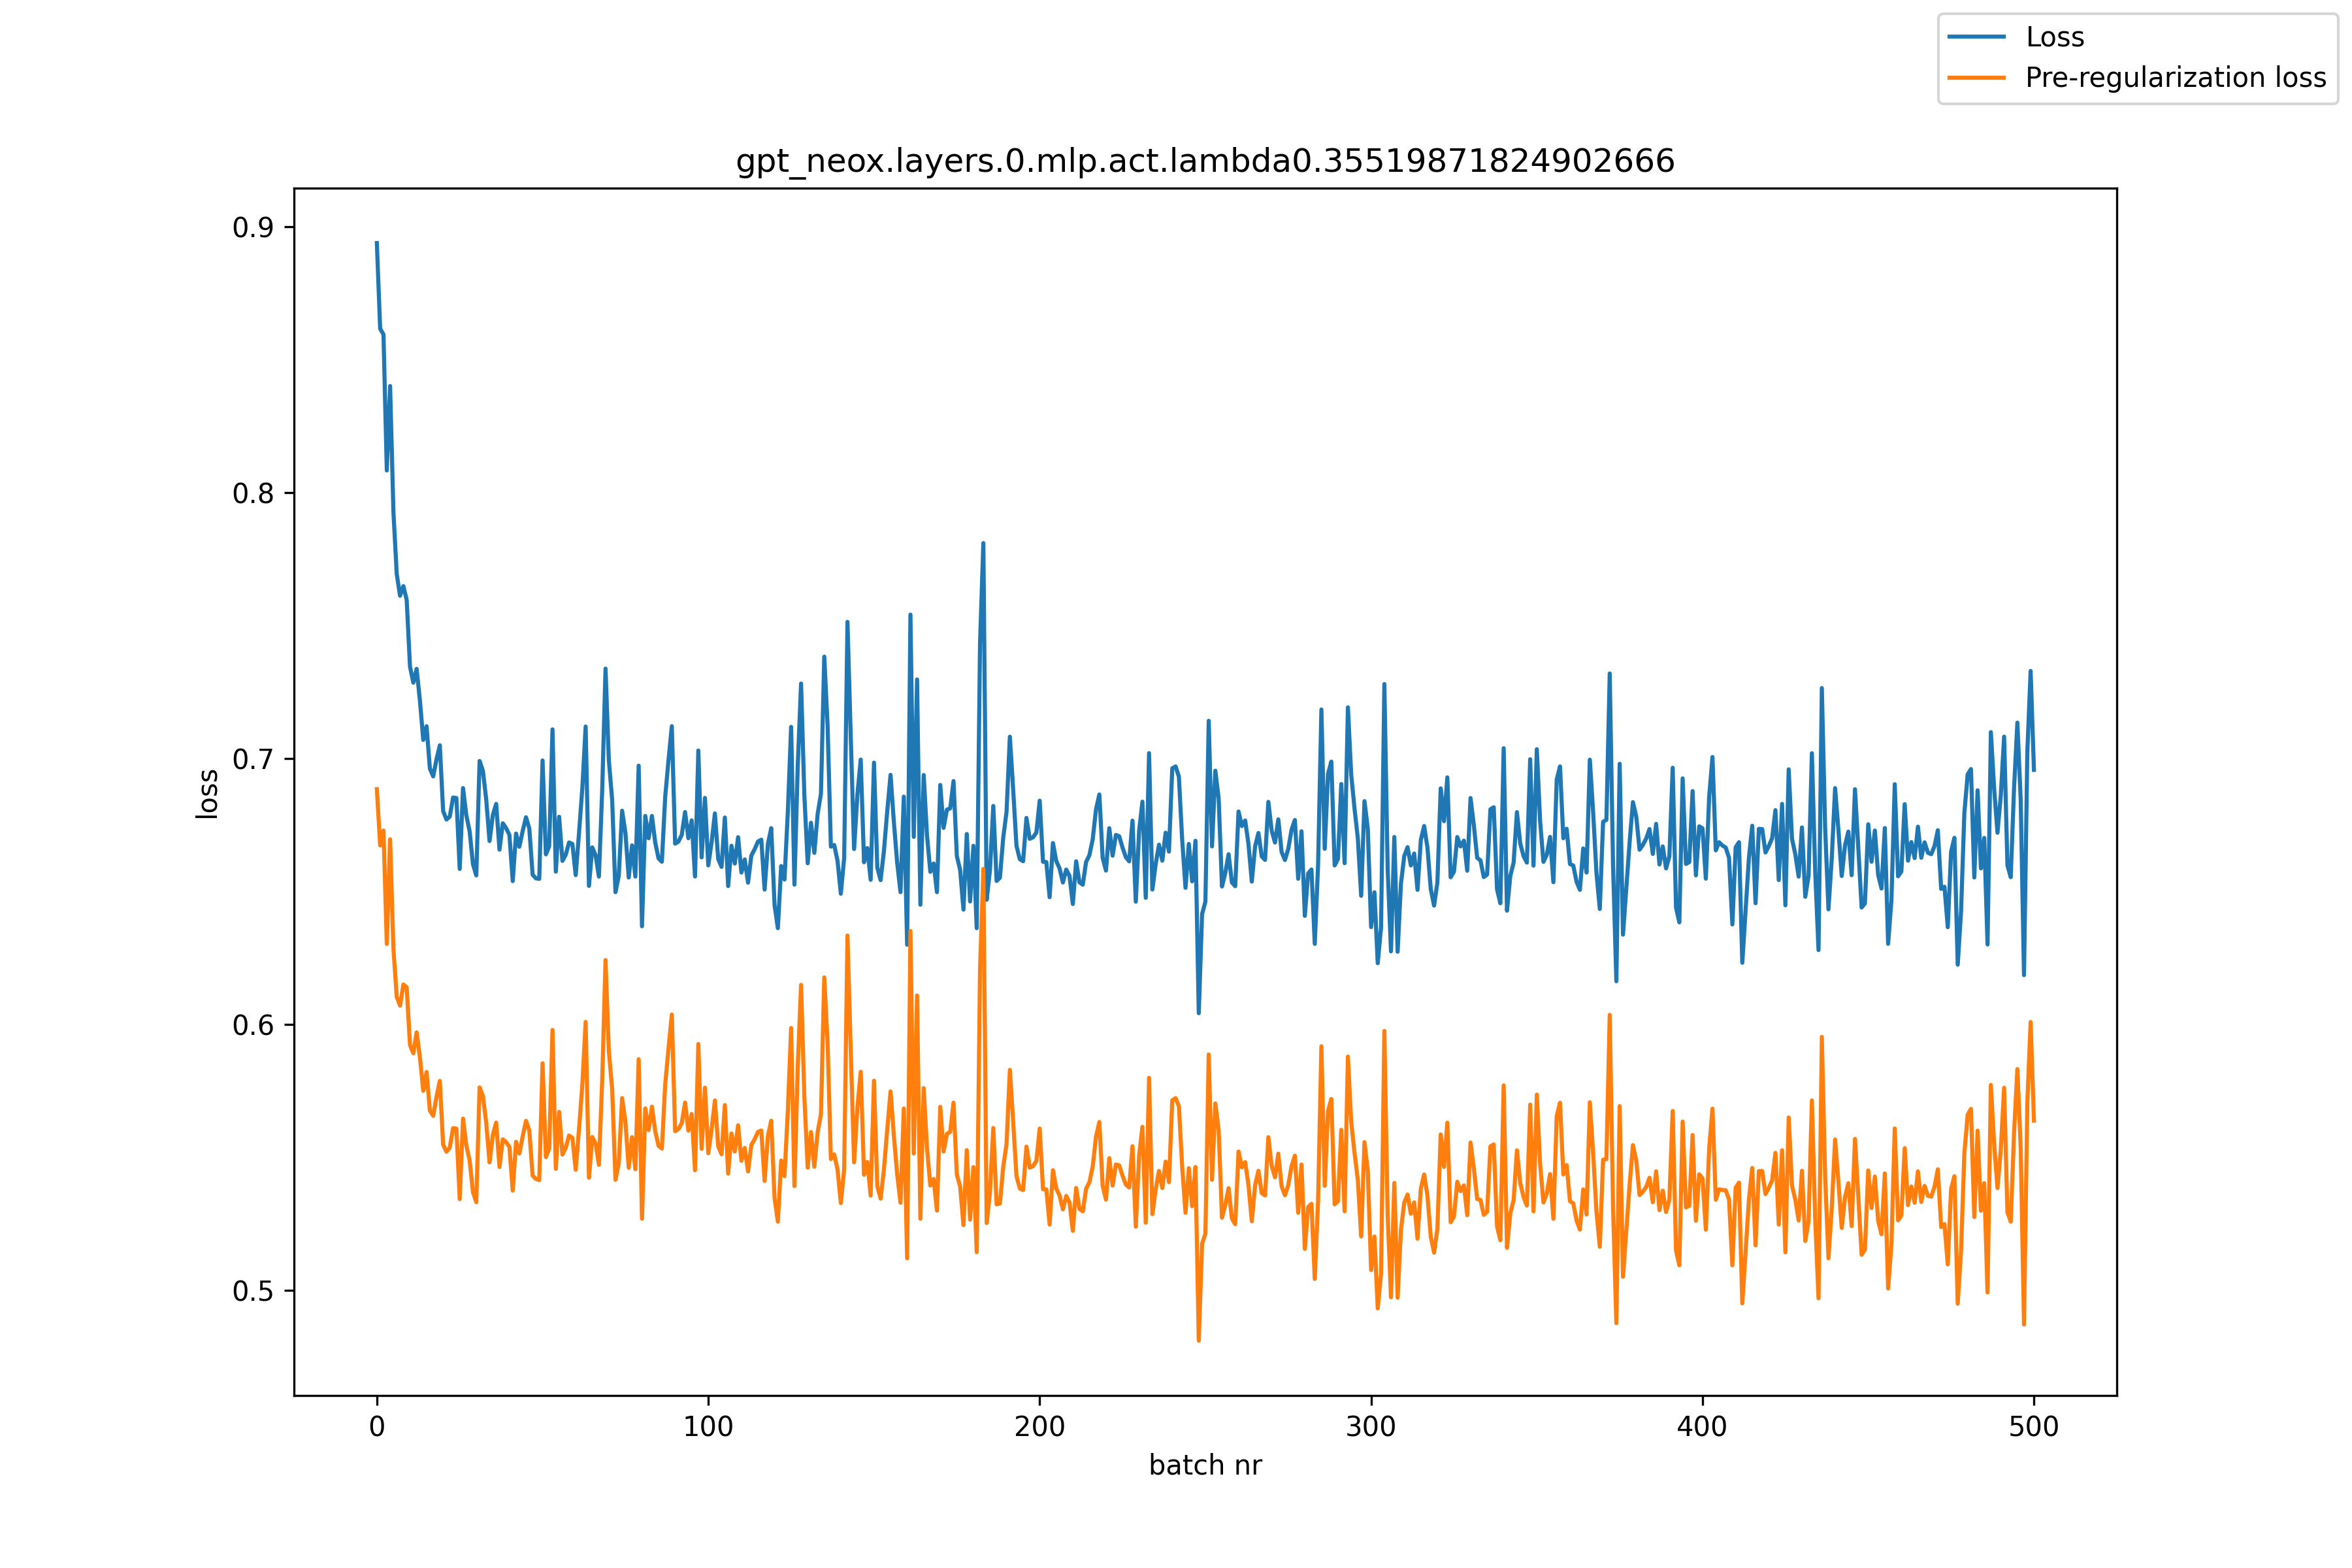 Loss
Pre-regularization loss
gpt_neox.layers.0.mlp.act.lambda0.35519871824902666
0.9
0.8
0.7
0.6
0.5
loss
0 100 200 300 400 500
batch nr